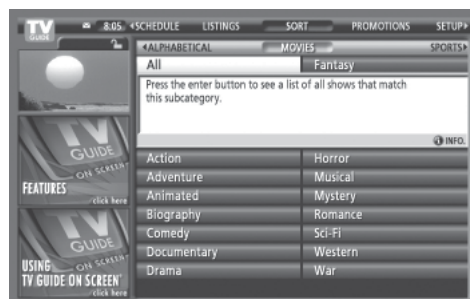 TV GUIDE 8:05 SCHEDULE LISTINGS SORT PROMOTIONS SETUP
ALPHABETICAL MOVIES SPORTS
All Fantasy
Press the enter button to see a list of all shows that match
this subcategory.
INFO.
TV
GUIDE
ON SCREEN
FEATURES
click here
TV
GUIDE
ON SCREEN
USING
TV GUIDE ON SCREEN
click here
Action Horror
Adventure Musical
Animated Mystery
Biography Romance
Comedy Sci-Fi
Documentary Western
Drama War